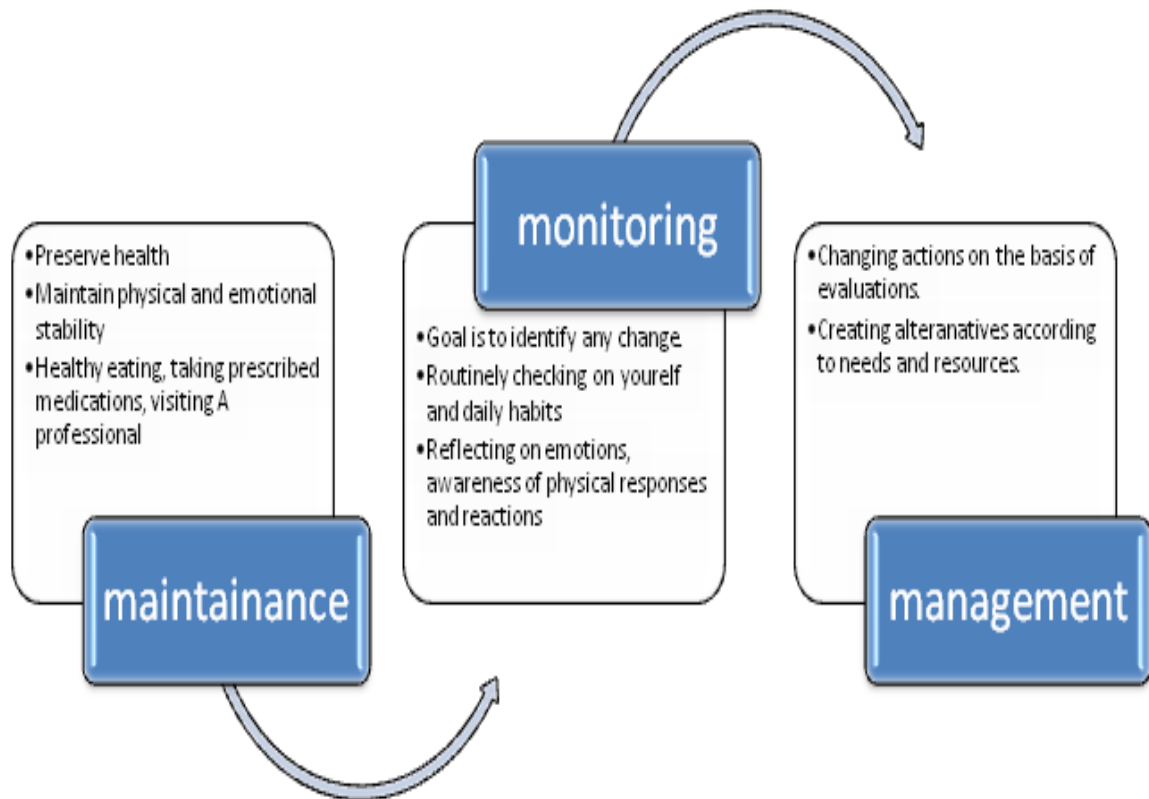 •Preserve health
•Maintain physical and emotional
stability
•Healthy eating, taking prescribed
medications, visiting A
professional
maintainance
monitoring
•Goal is to identify any change.
•Routinely checking on yourelf
and daily habits
•Reflecting on emotions,
awareness of physical responses
and reactions
•Changing actions on the basis of
evaluations.
•Creating alteranatives according
to needs and resources.
management